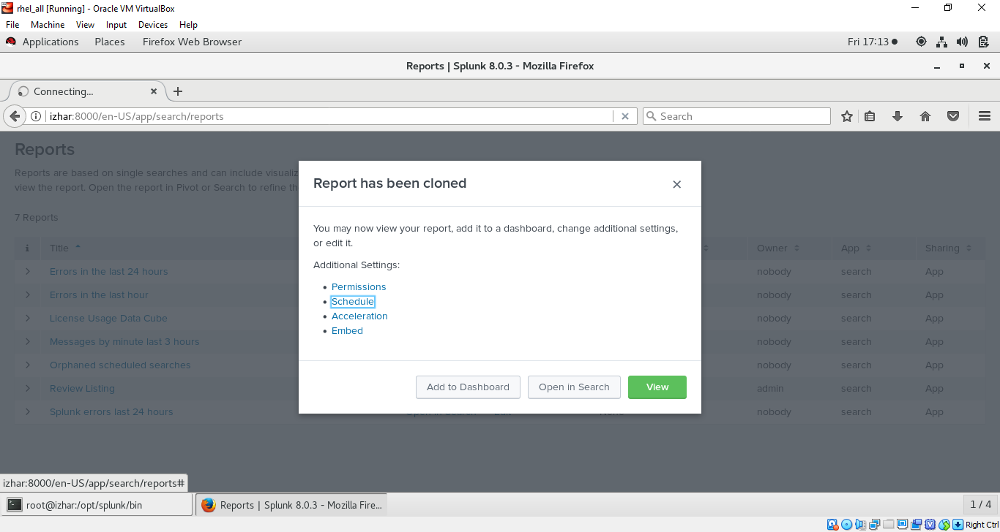 rhel_all [Running] - Oracle VM VirtualBox
File Machine View Input Devices Help
Applications Places Firefox Web Browser Fri 17:13
Reports | Splunk 8.0.3 - Mozilla Firefox
Connecting...
izhar:8000/en-US/app/search/reports Search
Reports
Reports are based on single searches and can include
view the report. Open the report in Pivot or Search to refine
7 Reports
i Title Owner App Sharing
Errors in the last 24 hours nobody search App
Errors in the last hour nobody search App
License Usage Data Cube nobody search App
Messages by minute last 3 hours nobody search App
Orphaned scheduled searches nobody search App
Review Listing admin search App
Splunk errors last 24 hours nobody search App
Report has been cloned
You may now view your report, add it to a dashboard, change additional settings,
or edit it.
Additional Settings:
Permissions
Schedule
Acceleration
Embed
Add to Dashboard Open in Search View
izhar:8000/en-US/app/search/reports#
root@izhar:/opt/splunk/bin Reports | Splunk 8.0.3 - Mozilla Fire... 1 / 4
Right Ctrl